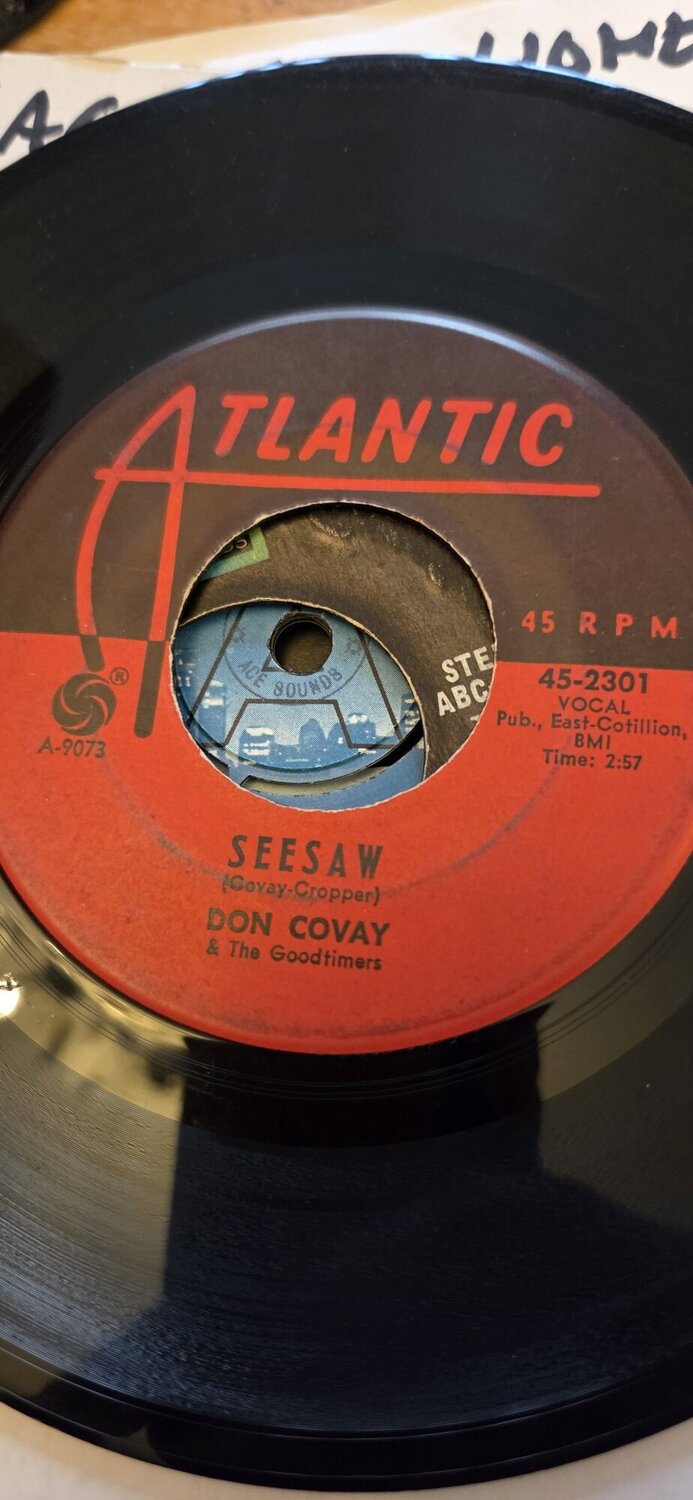 HOME
ATLANTIC
45 RPM
45-2301
VOCAL
Pub., East-Cotillion,
BMI
Time: 2:57
®
A-9073
ACE SOUNDS
STE
ABC
SEESAW
(Covay-Cropper)
DON COVAY
& The Goodtimers